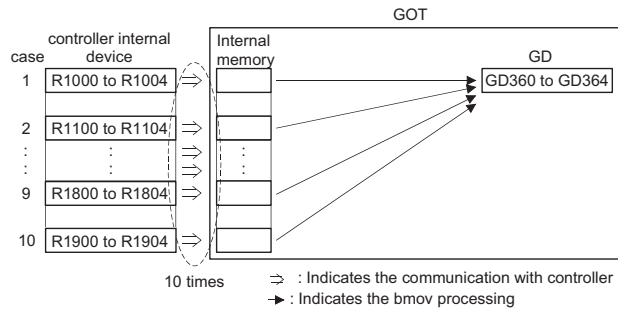 GOT
controller internal
device
Internal
memory
case
GD
1
R1000 to R1004
GD360 to GD364
2
R1100 to R1104
:
:
:
:
:
:
9
R1800 to R1804
10
R1900 to R1904
10 times
⇒ : Indicates the communication with controller
→ : Indicates the bmov processing